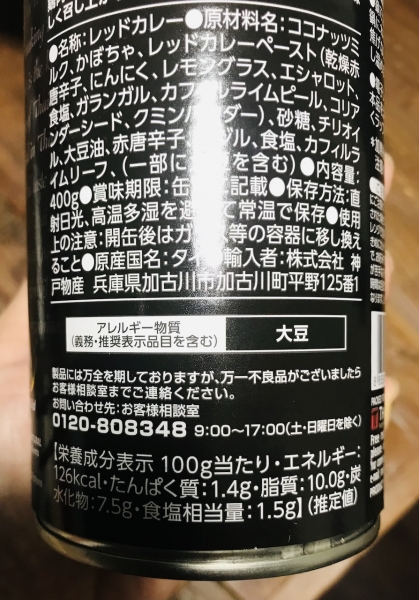 しく召し上が
●名称：レッドカレー●原材料名：ココナッツミ
ルク、かぼちゃ、レッドカレーペースト（乾燥赤
唐辛子、にんにく、レモングラス、エシャロット、
食塩、ガランガル、カフィルライムピール、コリア
ンダーシード、クミンパウダー）、砂糖、チリオイ
ル、大豆油、赤唐辛子、 ジル、食塩、カフィルラ
イムリーフ、（一部に を含む）●内容量：
400g●賞味期限：缶 に記載●保存方法：直
射日光、高温多湿を避 て常温で保存●使用
上の注意：開缶後はガ 等の容器に移し換え
ること●原産国名：タイ 輸入者：株式会社 神
戸物産 兵庫県加古川市加古川町平野125番1
アレルギー物質
（義務・推奨表示品目を含む）
大豆
製品には万全を期しておりますが、万一不良品がございましたら
お客様相談室までご連絡ください。
お問い合わせ先：お客様相談室
0120-808348 9:00～17:00（土・日曜日を除く）
【栄養成分表示 100g当たり・エネルギー：
126kcal・たんぱく質：1.4g・脂質：10.0g・炭
水化物：7.5g・食塩相当量：1.5g】（推定値）